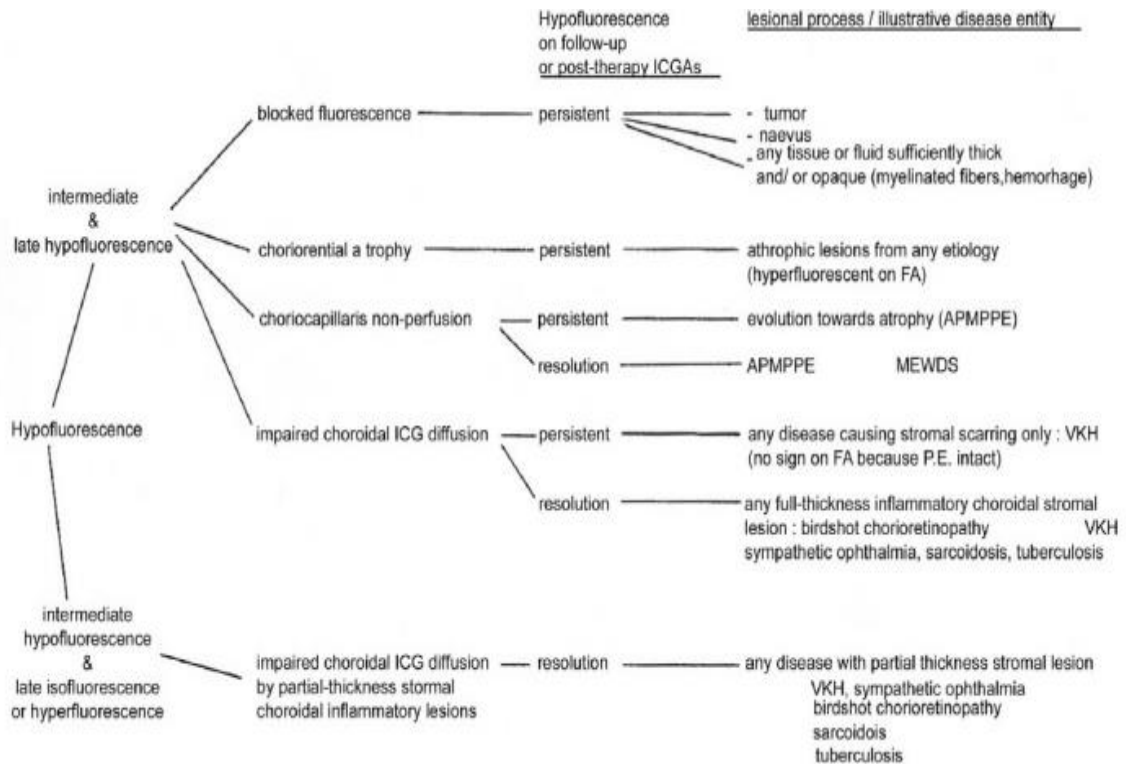 Hypofluorescence
on follow-up
or post-therapy ICGAs
lesional process / illustrative disease entity
blocked fluorescence
persistent
- tumor
- naevus
- any tissue or fluid sufficiently thick
and/ or opaque (myelinated fibers,hemorhage)
intermediate
&
late hypofluorescence
choriorential a trophy
persistent
athrophic lesions from any etiology
(hyperfluorescent on FA)
choriocapillaris non-perfusion
persistent
evolution towards atrophy (APMPPE)
resolution
APMPPE MEWDS
Hypofluorescence
impaired choroidal ICG diffusion
persistent
any disease causing stromal scarring only : VKH
(no sign on FA because P.E. intact)
resolution
any full-thickness inflammatory choroidal stromal
lesion : birdshot chorioretinopathy VKH
sympathetic ophthalmia, sarcoidosis, tuberculosis
intermediate
hypofluorescence
&
late isofluorescence
or hyperfluorescence
impaired choroidal ICG diffusion
by partial-thickness stormal
choroidal inflammatory lesions
resolution
any disease with partial thickness stromal lesion
VKH, sympathetic ophthalmia
birdshot chorioretinopathy
sarcoidois
tuberculosis